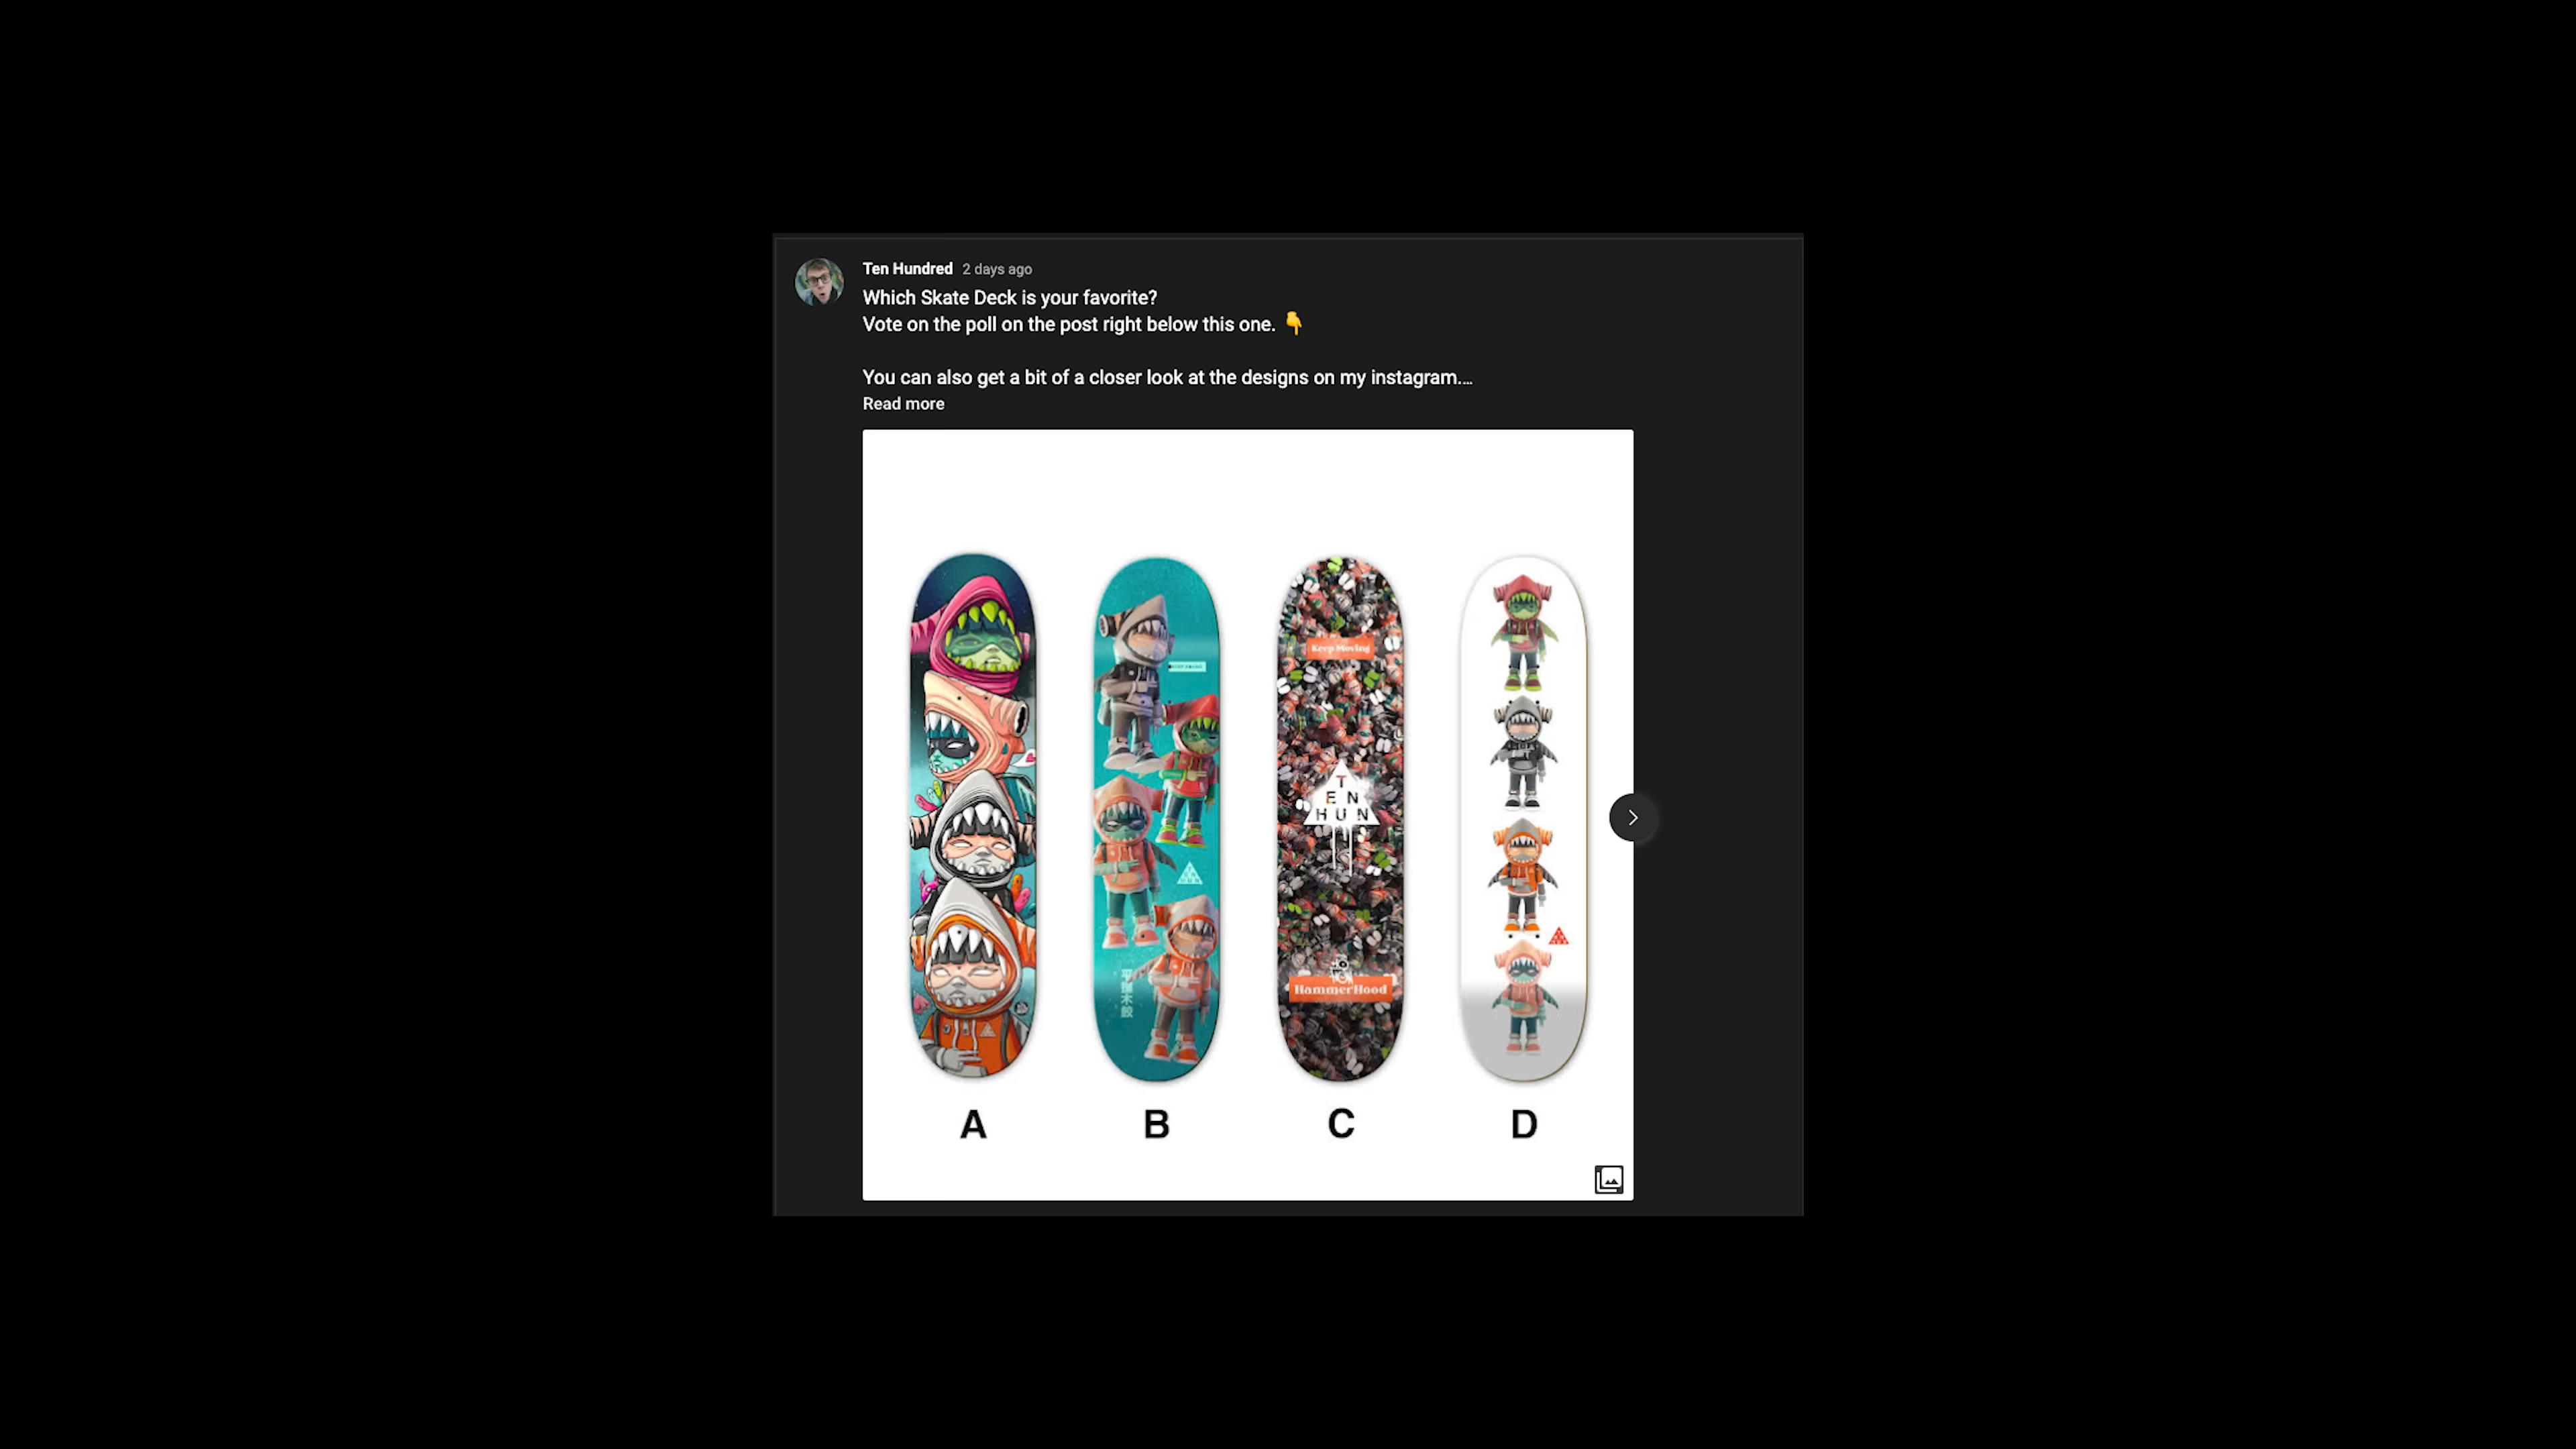 Ten Hundred 2 days ago
Which Skate Deck is your favorite?
Vote on the poll on the post right below this one. 👇
You can also get a bit of a closer look at the designs on my instagram....
Read more
KEEP MOVING
Keep Moving
T
EN
HUN
HammerHood
A
B
C
D